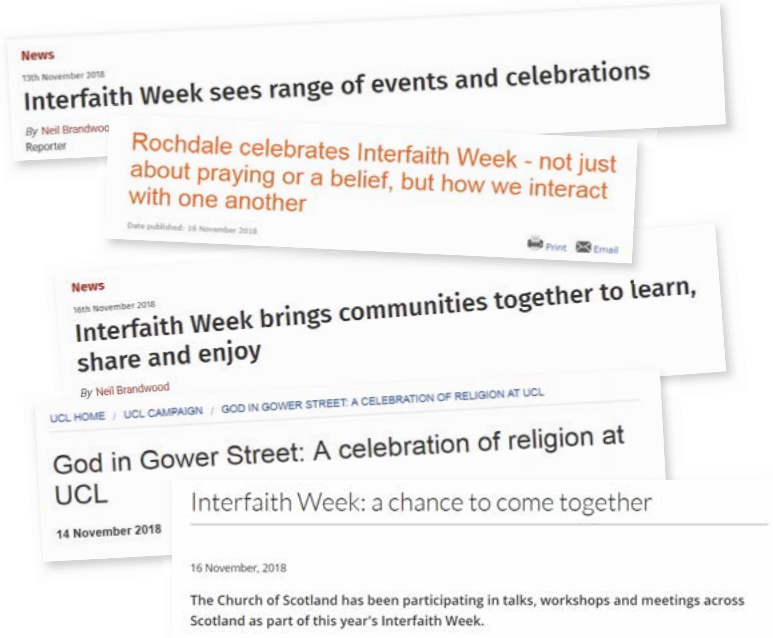 News
13th November 2018
Interfaith Week sees range of events and celebrations
By Neil Brandwoo
Reporter
Rochdale celebrates Interfaith Week - not just
about praying or a belief, but how we interact
with one another
Date published: 16 November 2018
Print Email
News
16th November 2018
Interfaith Week brings communities together to learn,
share and enjoy
By Neil Brandwood
UCL HOME / UCL CAMPAIGN / GOD IN GOWER STREET: A CELEBRATION OF RELIGION AT UCL
God in Gower Street: A celebration of religion at
UCL
14 November 2018
Interfaith Week: a chance to come together
16 November, 2018
The Church of Scotland has been participating in talks, workshops and meetings across
Scotland as part of this year's Interfaith Week.